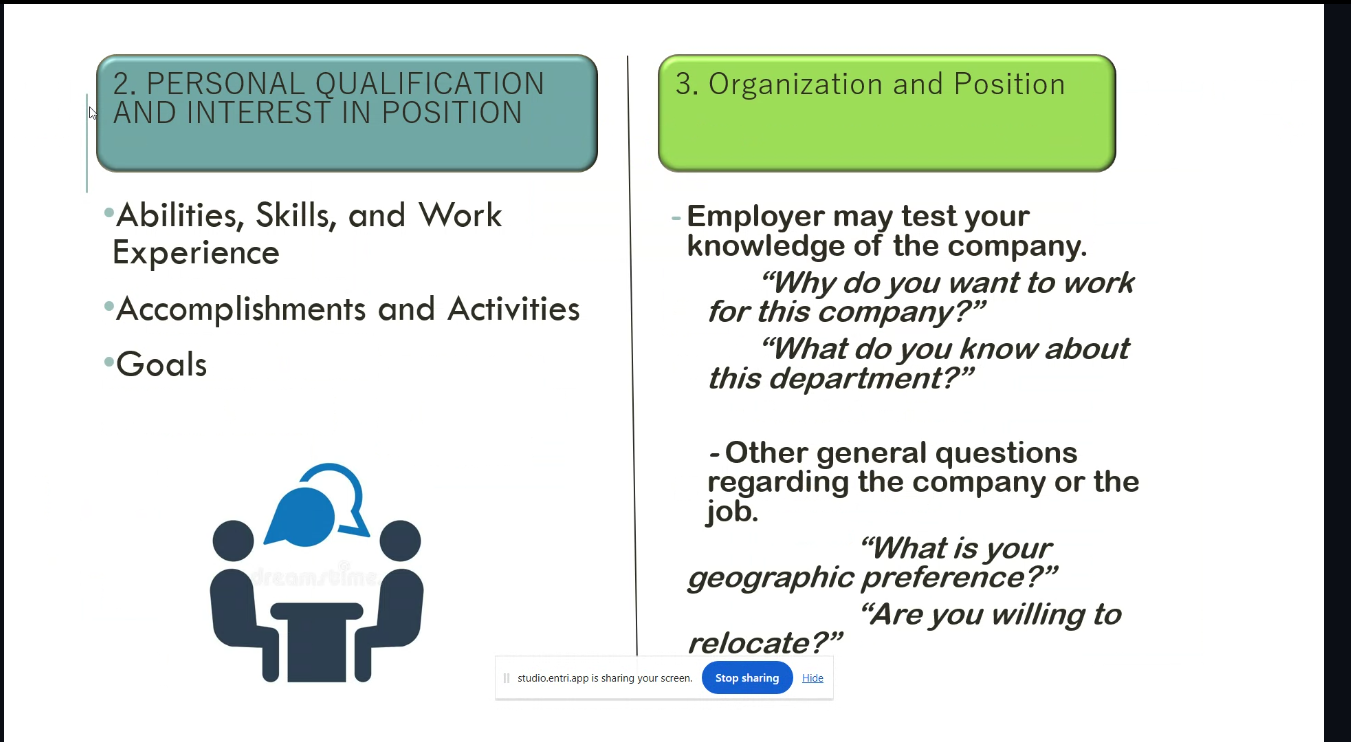 2. PERSONAL QUALIFICATION
AND INTEREST IN POSITION
•Abilities, Skills, and Work
Experience
•Accomplishments and Activities
•Goals
dreamstime
3. Organization and Position
- Employer may test your
knowledge of the company.
“Why do you want to work
for this company?”
“What do you know about
this department?”
- Other general questions
regarding the company or the
job.
“What is your
geographic preference?”
“Are you willing to
relocate?”
studio.entri.app is sharing your screen.
Stop sharing
Hide